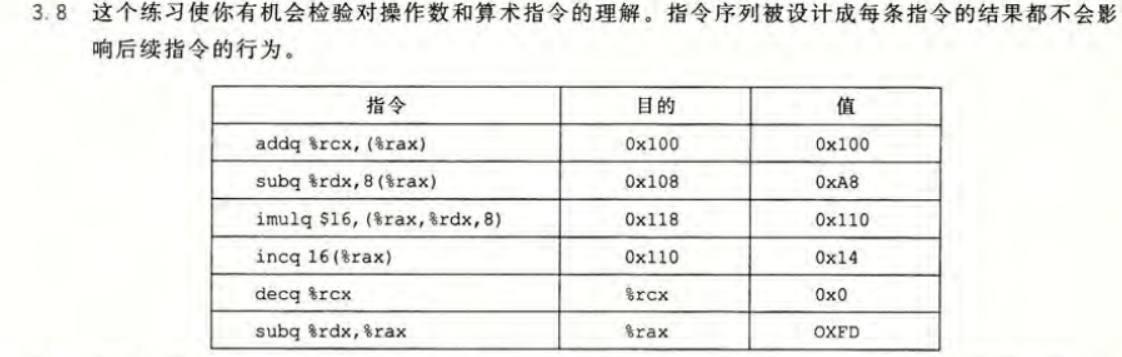 3.8 这个练习使你有机会检验对操作数和算术指令的理解。指令序列被设计成每条指令的结果都不会影
响后续指令的行为。
指令 目的 值
addq %rcx,(%rax) 0x100 0x100
subq %rdx,8(%rax) 0x108 0xA8
imulq $16,(%rax,%rdx,8) 0x118 0x110
incq 16(%rax) 0x110 0x14
decq %rcx %rcx 0x0
subq %rdx,%rax %rax OXFD